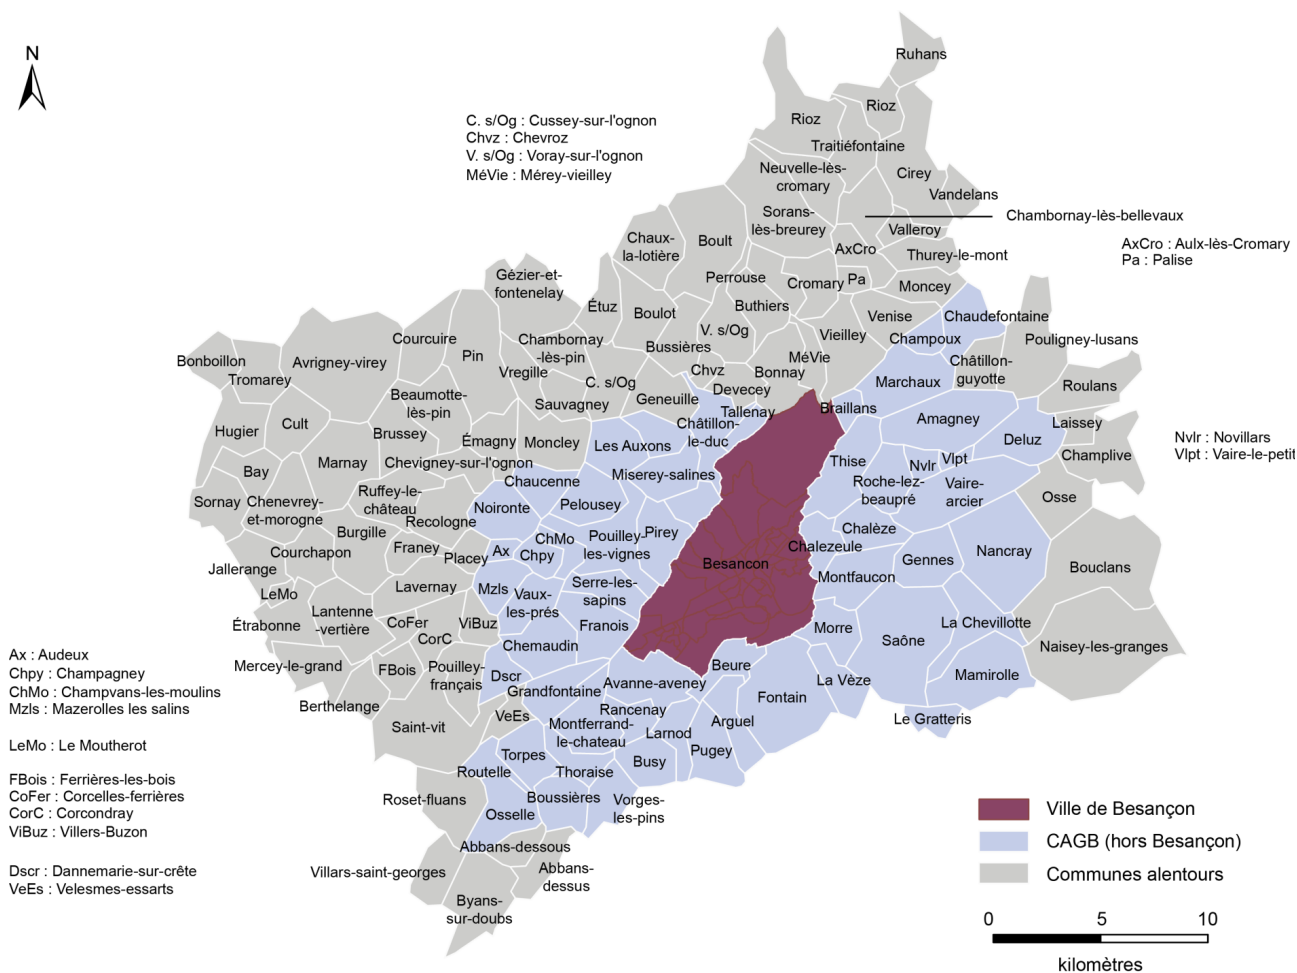 N
C. s/Og : Cussey-sur-l'ognon
Chvz : Chevroz
V. s/Og : Voray-sur-l'ognon
MéVie : Mérey-vieilley
Ruhans
Rioz
Rioz
Traitiéfontaine
Neuvelle-lès-
cromary
Cirey
Vandelans
Sorans-
lès-breurey
Chambornay-lès-bellevaux
Valleroy
AxCro : Aulx-lès-Cromary
Pa : Palise
Chaux-
la-lotière
Boult
AxCro
Thurey-le-mont
Gézier-et-
fontenelay
Perrouse
Cromary
Pa
Moncey
Étuz
Boulot
Buthiers
Venise
Chaudefontaine
Courcuire
Chambornay
-lès-pin
V. s/Og
Vieilley
Champoux
Pouligney-lusans
Bussières
Bonboillon
Avrigney-virey
Pin
MéVie
Châtillon-
guyotte
Tromarey
Vregille
Chvz
Bonnay
Marchaux
Roulans
C. s/Og
Devecey
Beaumotte-
lès-pin
Sauvagney
Geneuille
Tallenay
Braillans
Amagney
Laissey
Hugier
Cult
Brussey
Émagny
Moncley
Les Auxons
Châtillon-
le-duc
Deluz
Nvlr : Novillars
Vlpt : Vaire-le-petit
Bay
Marnay
Chevigney-sur-l'ognon
Miserey-salines
Thise
Nvlr
Vlpt
Champlive
Chaucenne
Roche-lez-
beaupré
Vaire-
arcier
Sornay
Chenevrey-
et-morogne
Ruffey-le-
château
Noironte
Pelousey
Osse
Recologne
Burgille
ChMo
Pouilley-
les-vignes
Pirey
Chalèze
Courchapon
Franey
Placey
Ax
Chpy
Besancon
Chalezeule
Gennes
Nancray
Jallerange
Bouclans
LeMo
Lavernay
Mzls
Vaux-
les-prés
Serre-les-
sapins
Montfaucon
Étrabonne
Lantenne
-vertière
CoFer
ViBuz
Franois
Morre
Saône
La Chevillotte
CorC
Chemaudin
Naisey-les-granges
Ax : Audeux
Chpy : Champagney
ChMo : Champvans-les-moulins
Mzls : Mazerolles les salins
Mercey-le-grand
FBois
Pouilley-
français
Dscr
Beure
Mamirolle
Grandfontaine
Avanne-aveney
La Vèze
Berthelange
Fontain
VeEs
Rancenay
Le Gratteris
Saint-vit
Montferrand-
le-chateau
Larnod
Arguel
LeMo : Le Moutherot
Torpes
Pugey
Busy
Routelle
Thoraise
FBois : Ferrières-les-bois
CoFer : Corcelles-ferrières
CorC : Corcondray
ViBuz : Villers-Buzon
Roset-fluans
Boussières
Vorges-
les-pins
Osselle
Ville de Besançon
CAGB (hors Besançon)
Communes alentours
Abbans-dessous
Dscr : Dannemarie-sur-crête
VeEs : Velesmes-essarts
Villars-saint-georges
Abbans-
dessus
Byans-
sur-doubs
0 5 10
kilomètres